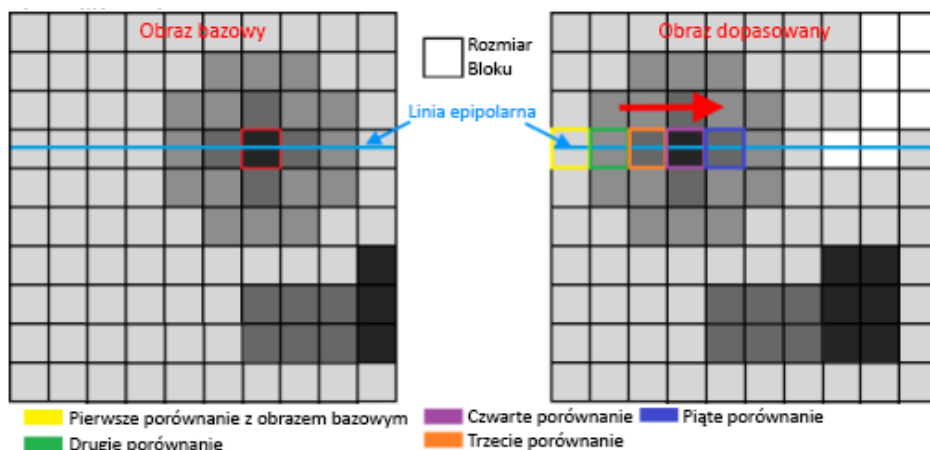 Obraz bazowy
Rozmiar
Bloku
Obraz dopasowany
Linia epipolarna
Pierwsze porównanie z obrazem bazowym
Czwarte porównanie
Piąte porównanie
Drugie porównanie
Trzecie porównanie